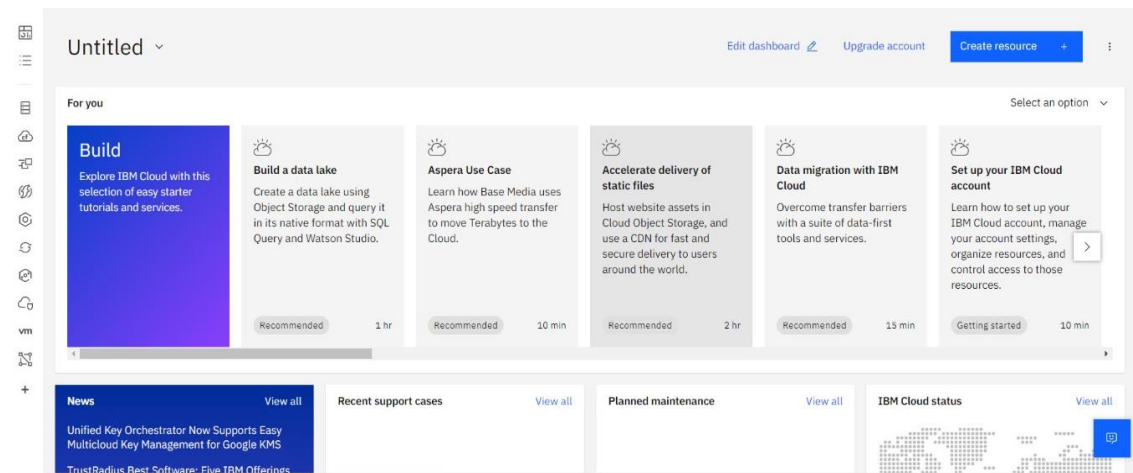 Untitled
Edit dashboard
Upgrade account
Create resource +
For you
Select an option
Build
Explore IBM Cloud with this
selection of easy starter
tutorials and services.
Build a data lake
Create a data lake using
Object Storage and query it
in its native format with SQL
Query and Watson Studio.
Recommended
1 hr
Aspera Use Case
Learn how Base Media uses
Aspera high speed transfer
to move Terabytes to the
Cloud.
Recommended
10 min
Accelerate delivery of
static files
Host website assets in
Cloud Object Storage, and
use a CDN for fast and
secure delivery to users
around the world.
Recommended
2 hr
Data migration with IBM
Cloud
Overcome transfer barriers
with a suite of data-first
tools and services.
Recommended
15 min
Set up your IBM Cloud
account
Learn how to set up your
IBM Cloud account, manage
your account settings,
organize resources, and
control access to those
resources.
Getting started
10 min
vm
News
View all
Unified Key Orchestrator Now Supports Easy
Multicloud Key Management for Google KMS
TrustRadius Best Software: Five IBM Offerings
Recent support cases
View all
Planned maintenance
View all
IBM Cloud status
View all